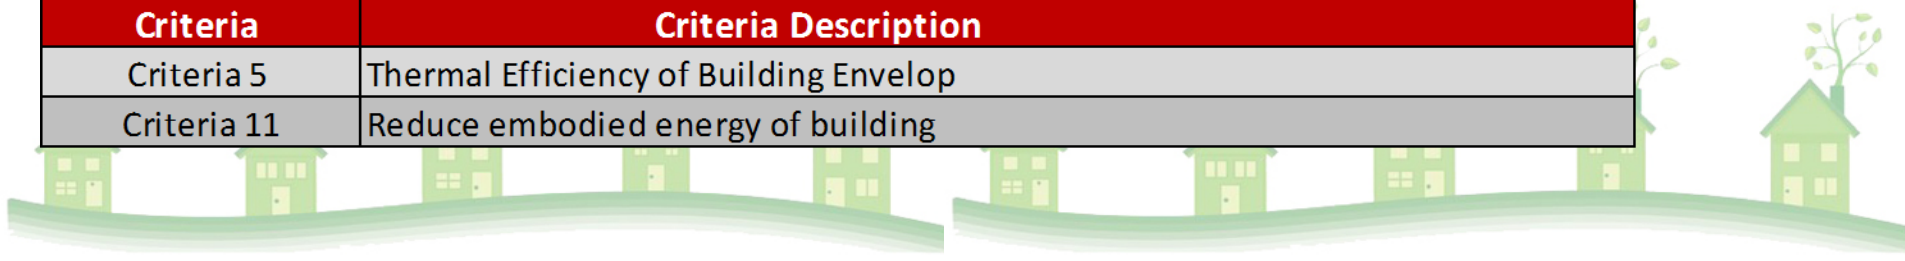 Criteria Criteria Description
Criteria 5 Thermal Efficiency of Building Envelop
Criteria 11 Reduce embodied energy of building